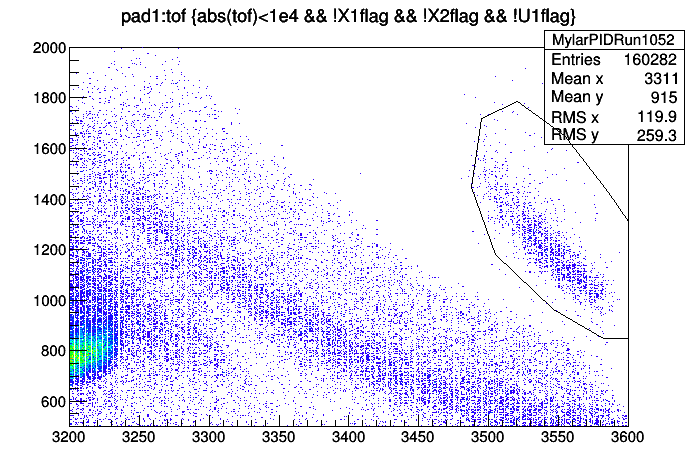 pad1:tof {abs(tof)<1e4 && !X1flag && !X2flag && !U1flag}
MylarPIDRun1052
Entries 160282
Mean x 3311
Mean y 915
RMS x 119.9
RMS y 259.3
2000
1800
1600
1400
1200
1000
800
600
3200 3250 3300 3350 3400 3450 3500 3550 3600